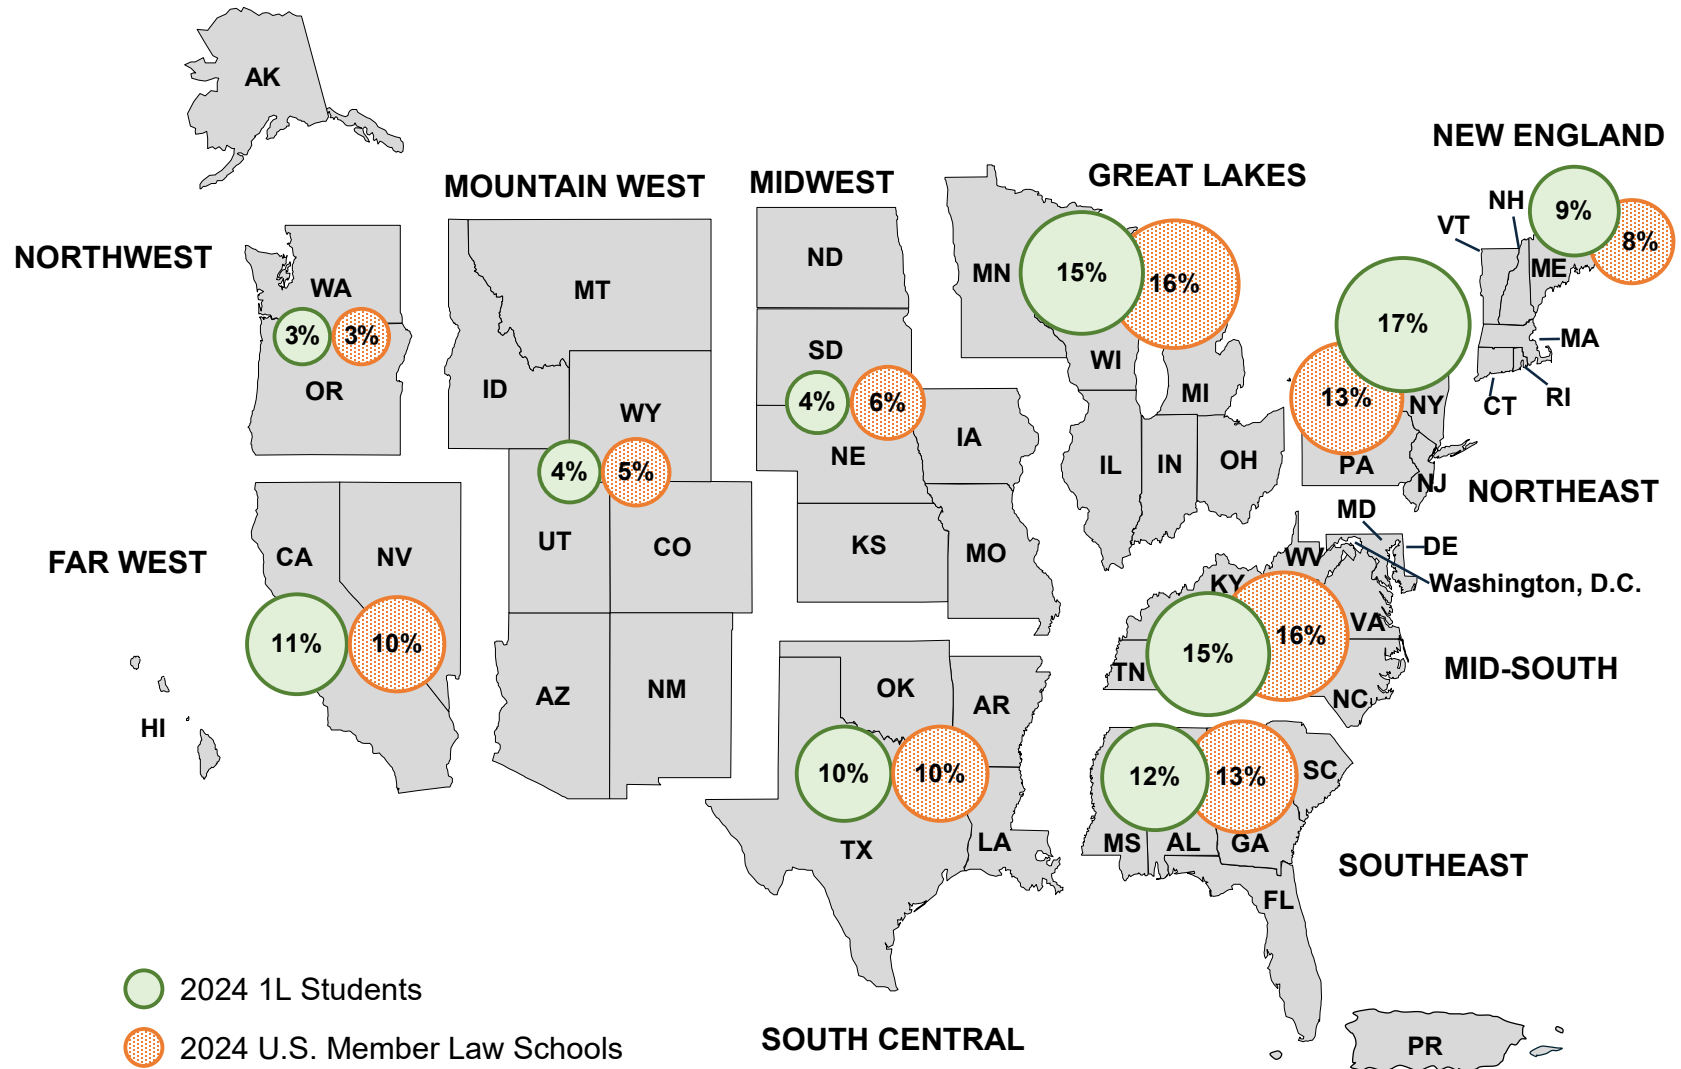 AK
NEW ENGLAND
GREAT LAKES
MOUNTAIN WEST
MIDWEST
NH
9%
VT
8%
NORTHWEST
ND
MN
15%
16%
ME
WA
MT
17%
3%
3%
SD
MA
WI
OR
ID
WY
4%
6%
MI
13%
NY
CT
RI
NE
IA
IL
IN
OH
PA
4%
5%
NJ
NORTHEAST
MD
FAR WEST
CA
NV
UT
CO
KS
MO
WV
DE
KY
Washington, D.C.
11%
10%
15%
16%
VA
TN
MID-SOUTH
HI
AZ
NM
OK
AR
NC
10%
10%
12%
13%
SC
TX
LA
MS
AL
GA
SOUTHEAST
FL
2024 1L Students
SOUTH CENTRAL
2024 U.S. Member Law Schools
PR